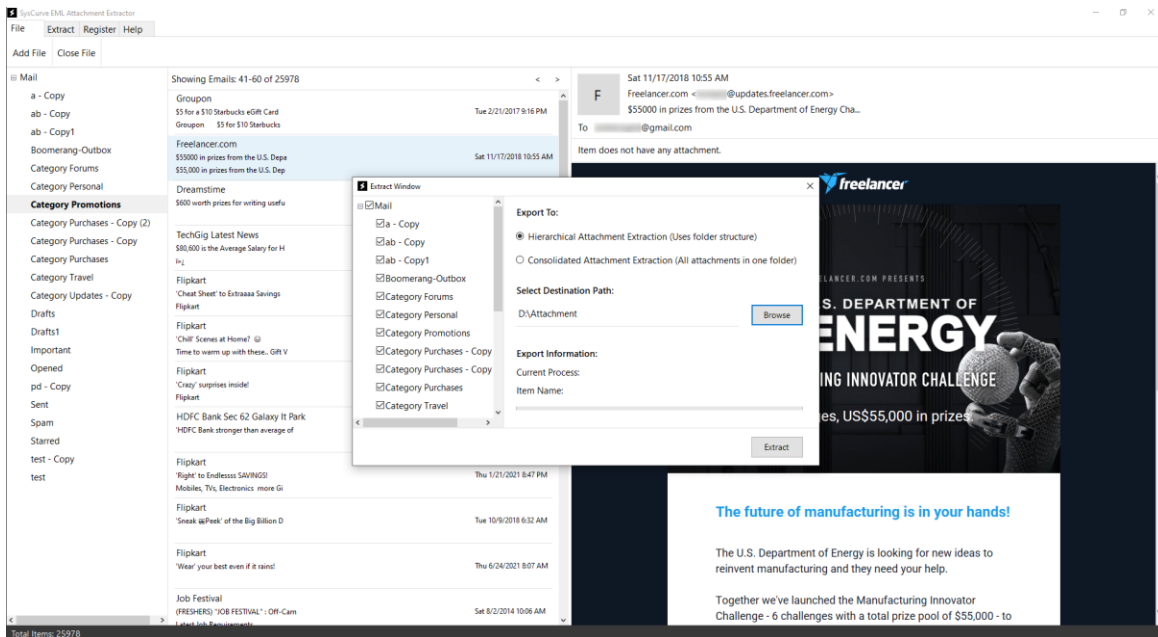 SysCurve EML Attachment Extractor
File Extract Register Help
Add File Close File
Mail
a - Copy
ab - Copy
ab - Copy1
Boomerang-Outbox
Category Forums
Category Personal
Category Promotions
Category Purchases - Copy (2)
Category Purchases - Copy
Category Purchases
Category Travel
Category Updates - Copy
Drafts
Drafts1
Important
Opened
pd - Copy
Sent
Spam
Starred
test - Copy
test
Total Items: 25978
Showing Emails: 41-60 of 25978 < >
Groupon
$5 for a $10 Starbucks eGift Card Tue 2/21/2017 9:16 PM
Groupon $5 for $10 Starbucks
Freelancer.com
$55000 in prizes from the U.S. Depa Sat 11/17/2018 10:55 AM
$55,000 in prizes from the U.S. Dep
Dreamstime
$600 worth prizes for writing usefu
TechGig Latest News
$80,600 is the Average Salary for H
ï»¿
Flipkart
'Cheat Sheet' to Extraaaa Savings
Flipkart
Flipkart
'Chill' Scenes at Home? 😉
Time to warm up with these.. Gift V
Flipkart
'Crazy' surprises inside!
Flipkart
HDFC Bank Sec 62 Galaxy It Park
'HDFC Bank stronger than average of
Flipkart
'Right' to Endlessss SAVINGS! Thu 1/21/2021 8:47 PM
Mobiles, TVs, Electronics more Gi
Flipkart
'Sneak Peek' of the Big Billion D Tue 10/9/2018 6:32 AM
Flipkart
'Wear' your best even if it rains! Thu 6/24/2021 8:07 AM
Job Festival
(FRESHERS) "JOB FESTIVAL" : Off-Cam Sat 8/2/2014 10:06 AM
Latest Job Requirements
Extract Window
Mail
a - Copy
ab - Copy
ab - Copy1
Boomerang-Outbox
Category Forums
Category Personal
Category Promotions
Category Purchases - Copy
Category Purchases - Copy
Category Purchases
Category Travel
Export To:
Hierarchical Attachment Extraction (Uses folder structure)
Consolidated Attachment Extraction (All attachments in one folder)
Select Destination Path:
D:\Attachment Browse
Export Information:
Current Process:
Item Name:
Extract
F
Sat 11/17/2018 10:55 AM
Freelancer.com < @updates.freelancer.com>
$55000 in prizes from the U.S. Department of Energy Cha...
To @gmail.com
Item does not have any attachment.
freelancer
ELANCER.COM PRESENTS
S. DEPARTMENT OF
ENERGY
ING INNOVATOR CHALLENGE
es, US$55,000 in prizes
The future of manufacturing is in your hands!
The U.S. Department of Energy is looking for new ideas to
reinvent manufacturing and they need your help.
Together we've launched the Manufacturing Innovator
Challenge - 6 challenges with a total prize pool of $55,000 - to